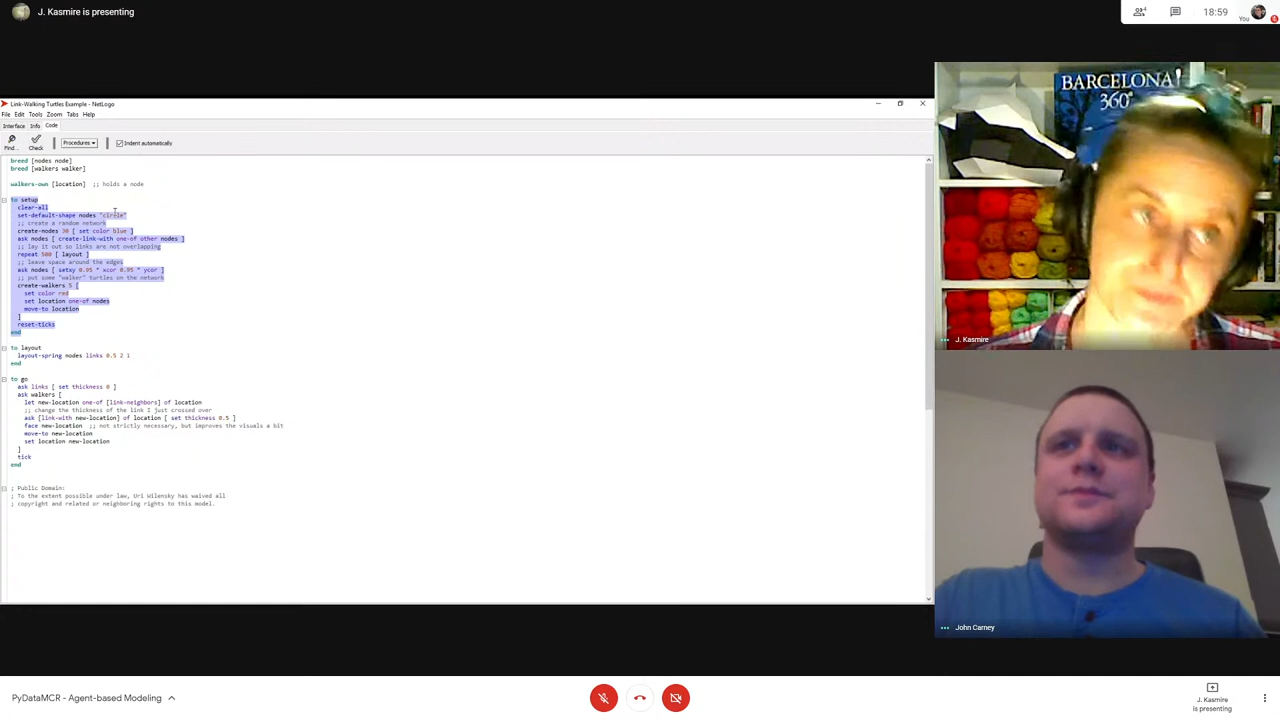 J. Kasmire is presenting
4
18:59
You
Link-Walking Turtles Example - NetLogo
File Edit Tools Zoom Tabs Help
Interface Info Code
Find... Check Procedures Indent automatically
breed [nodes node]
breed [walkers walker]
walkers-own [location] ;; holds a node
to setup
clear-all
set-default-shape nodes "circle"
;; create a random network
create-nodes 30 [ set color blue ]
ask nodes [ create-link-with one-of other nodes ]
;; lay it out so links are not overlapping
repeat 500 [ layout ]
;; leave space around the edges
ask nodes [ setxy 0.95 * xcor 0.95 * ycor ]
;; put some "walker" turtles on the network
create-walkers 5 [
set color red
set location one-of nodes
move-to location
]
reset-ticks
end
to layout
layout-spring nodes links 0.5 2 1
end
to go
ask links [ set thickness 0 ]
ask walkers [
let new-location one-of [link-neighbors] of location
;; change the thickness of the link I just crossed over
ask [link-with new-location] of location [ set thickness 0.5 ]
face new-location ;; not strictly necessary, but improves the visuals a bit
move-to new-location
set location new-location
]
tick
end
; Public Domain:
; To the extent possible under law, Uri Wilensky has waived all
; copyright and related or neighboring rights to this model.
BARCELONA!
360°
J. Kasmire
John Carney
PyDataMCR - Agent-based Modeling
J. Kasmire
is presenting